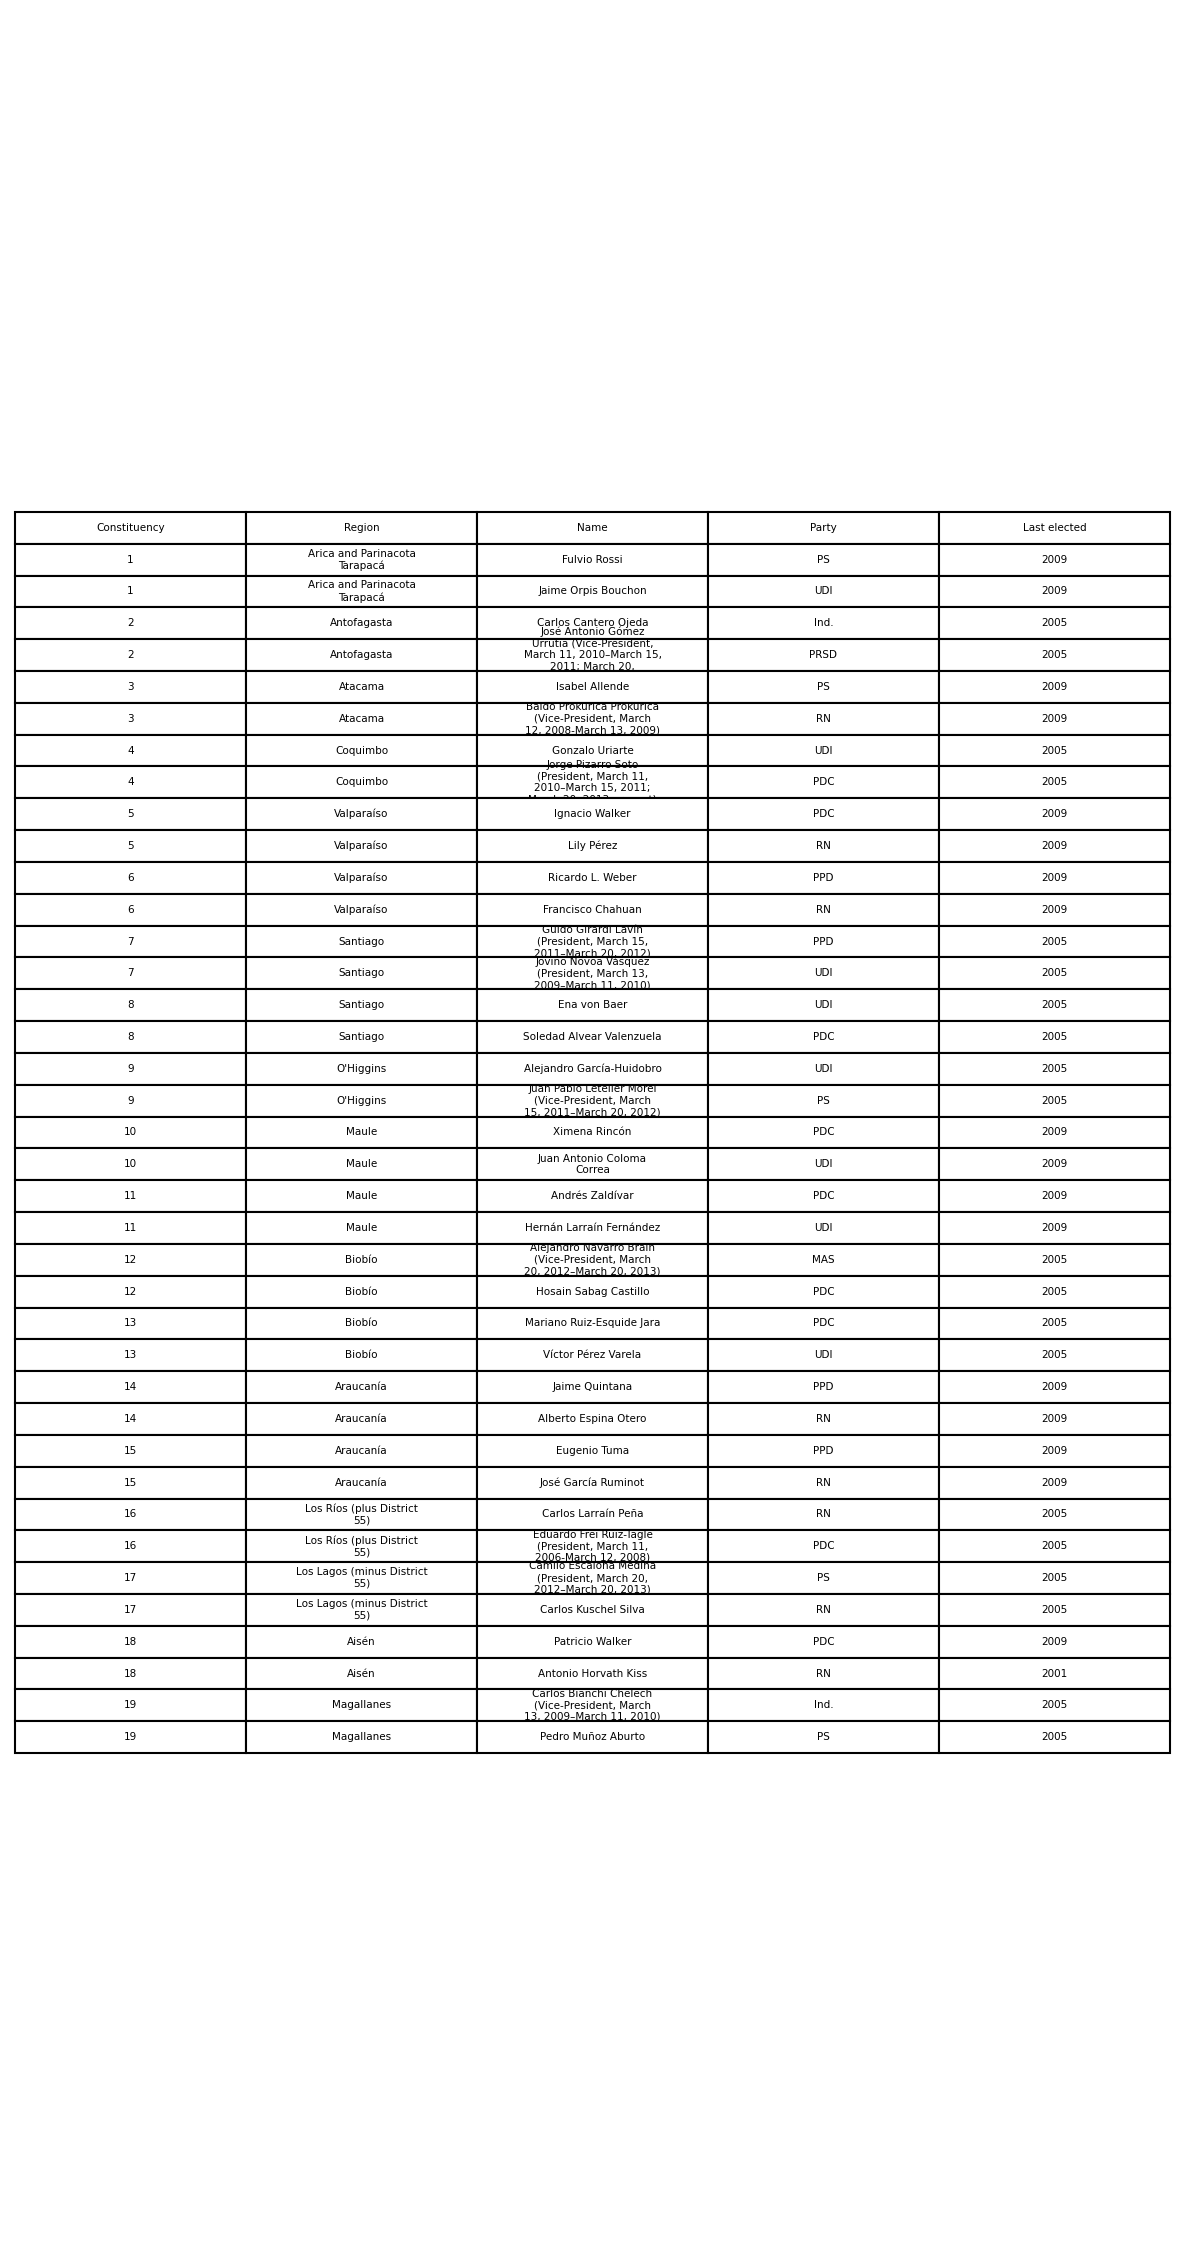 Constituency Region Name Party Last elected
1 Arica and Parinacota Tarapacá Fulvio Rossi PS 2009
1 Arica and Parinacota Tarapacá Jaime Orpis Bouchon UDI 2009
2 Antofagasta Carlos Cantero Ojeda Ind. 2005
2 Antofagasta José Antonio Gómez Urrutia (Vice-President, March 11, 2010–March 15, 2011; March 20, PRSD 2005
3 Atacama Isabel Allende PS 2009
3 Atacama Baldo Prokurica Prokurica (Vice-President, March 12, 2008-March 13, 2009) RN 2009
4 Coquimbo Gonzalo Uriarte UDI 2005
4 Coquimbo Jorge Pizarro Soto (President, March 11, 2010–March 15, 2011; PDC 2005
5 Valparaíso Ignacio Walker PDC 2009
5 Valparaíso Lily Pérez RN 2009
6 Valparaíso Ricardo L. Weber PPD 2009
6 Valparaíso Francisco Chahuan RN 2009
7 Santiago Guido Girardi Lavín (President, March 15, 2011–March 20, 2012) PPD 2005
7 Santiago Jovino Novoa Vásquez (President, March 13, 2009–March 11, 2010) UDI 2005
8 Santiago Ena von Baer UDI 2005
8 Santiago Soledad Alvear Valenzuela PDC 2005
9 O'Higgins Alejandro García-Huidobro UDI 2005
9 O'Higgins Juan Pablo Letelier Morel (Vice-President, March 15, 2011–March 20, 2012) PS 2005
10 Maule Ximena Rincón PDC 2009
10 Maule Juan Antonio Coloma Correa UDI 2009
11 Maule Andrés Zaldívar PDC 2009
11 Maule Hernán Larraín Fernández UDI 2009
12 Biobío Alejandro Navarro Brain (Vice-President, March 20, 2012–March 20, 2013) MAS 2005
12 Biobío Hosain Sabag Castillo PDC 2005
13 Biobío Mariano Ruiz-Esquide Jara PDC 2005
13 Biobío Víctor Pérez Varela UDI 2005
14 Araucanía Jaime Quintana PPD 2009
14 Araucanía Alberto Espina Otero RN 2009
15 Araucanía Eugenio Tuma PPD 2009
15 Araucanía José García Ruminot RN 2009
16 Los Ríos (plus District 55) Carlos Larraín Peña RN 2005
16 Los Ríos (plus District 55) Eduardo Frei Ruiz-Tagle (President, March 11, 2006-March 12, 2008) PDC 2005
17 Los Lagos (minus District 55) Camilo Escalona Medina (President, March 20, 2012–March 20, 2013) PS 2005
17 Los Lagos (minus District 55) Carlos Kuschel Silva RN 2005
18 Aisén Patricio Walker PDC 2009
18 Aisén Antonio Horvath Kiss RN 2001
19 Magallanes Carlos Bianchi Chelech (Vice-President, March 13, 2009–March 11, 2010) Ind. 2005
19 Magallanes Pedro Muñoz Aburto PS 2005